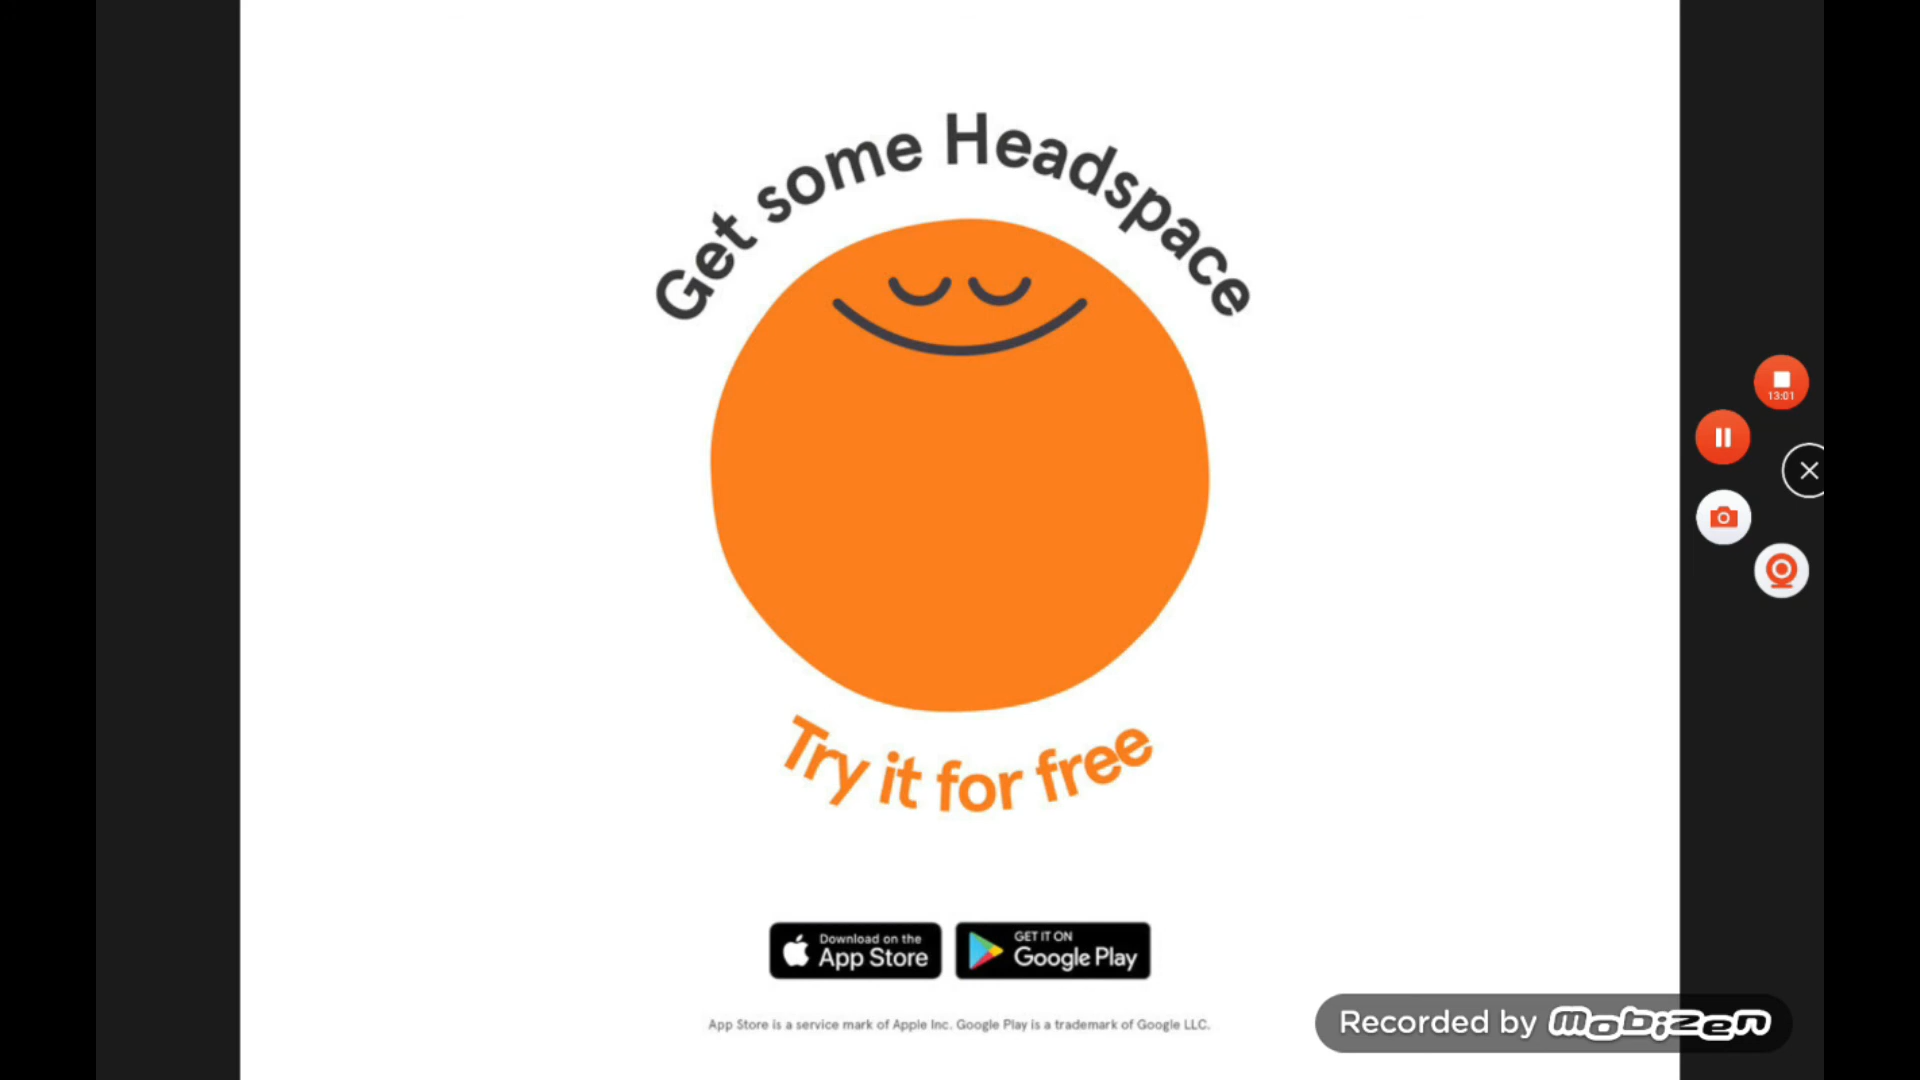 Get some Headspace
Try it for free
Download on the
App Store
GET IT ON
Google Play
App Store is a service mark of Apple Inc. Google Play is a trademark of Google LLC.
13:01
Recorded by mobizen